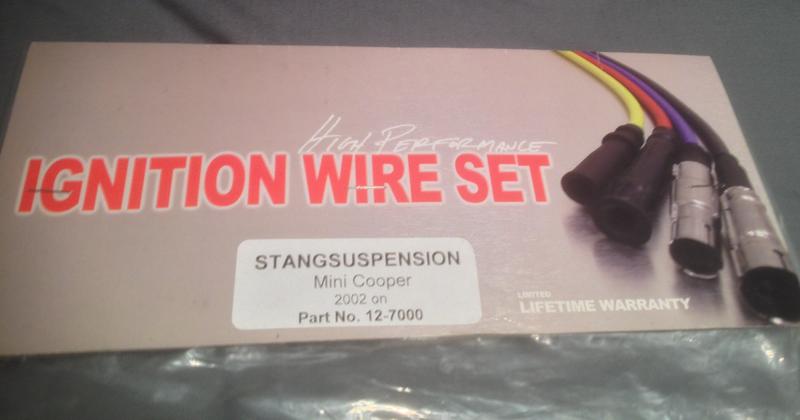 High Performance
IGNITION WIRE SET
STANGSUSPENSION
Mini Cooper
2002 on
Part No. 12-7000
LIMITED
LIFETIME WARRANTY